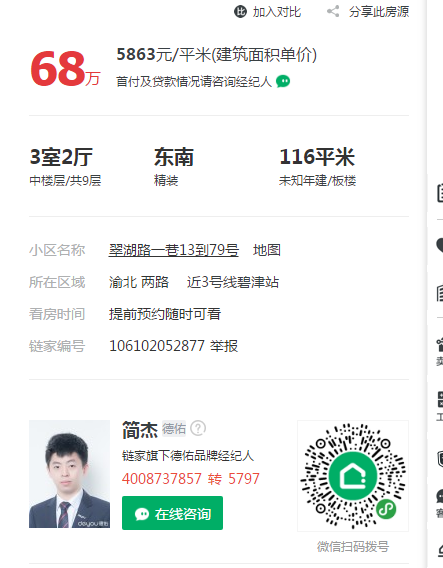 加入对比 分享此房源
68万
5863元/平米(建筑面积单价)
首付及贷款情况请咨询经纪人
3室2厅 东南 116平米
中楼层/共9层 精装 未知年建/板楼
小区名称 翠湖路一巷13到79号 地图
所在区域 渝北 两路 近3号线碧津站
看房时间 提前预约随时可看
链家编号 106102052877 举报
简杰 德佑 ?
链家旗下德佑品牌经纪人
4008737857 转 5797
在线咨询
微信扫码拨号